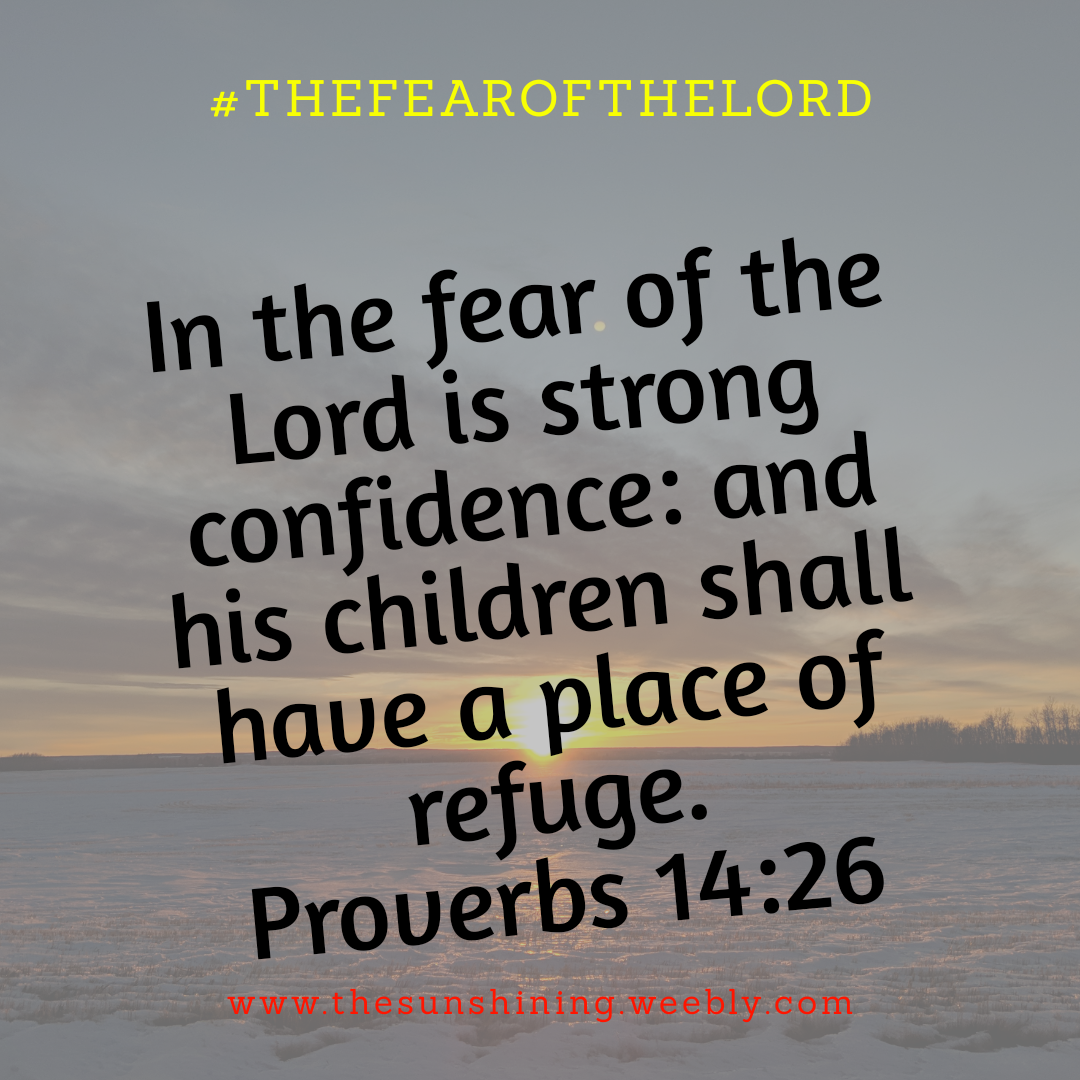 #THEFEAROFTHELORD
In the fear of the
Lord is strong
confidence: and
his children shall
have a place of
refuge.
Proverbs 14:26
www.thesunshining.weebly.com